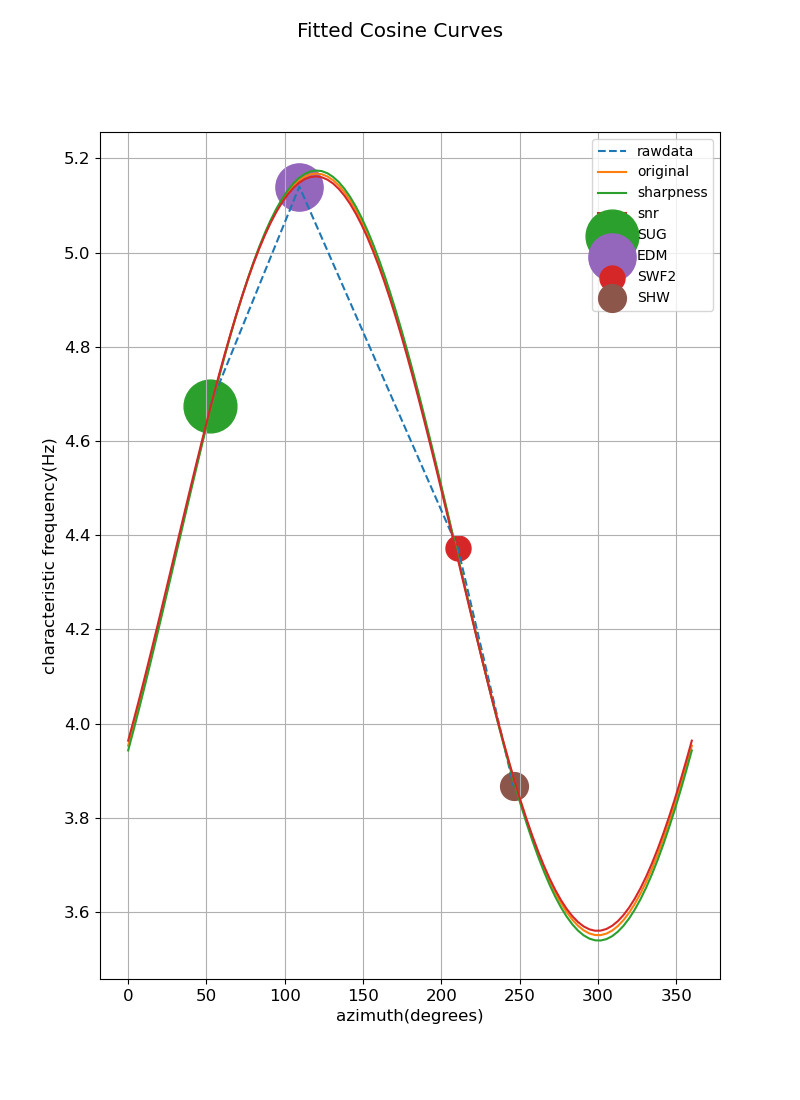 Fitted Cosine Curves
rawdata
original
sharpness
snr
SUG
EDM
SWF2
SHW
5.2
5.0
4.8
4.6
4.4
4.2
4.0
3.8
3.6
characteristic frequency(Hz)
0 50 100 150 200 250 300 350
azimuth(degrees)